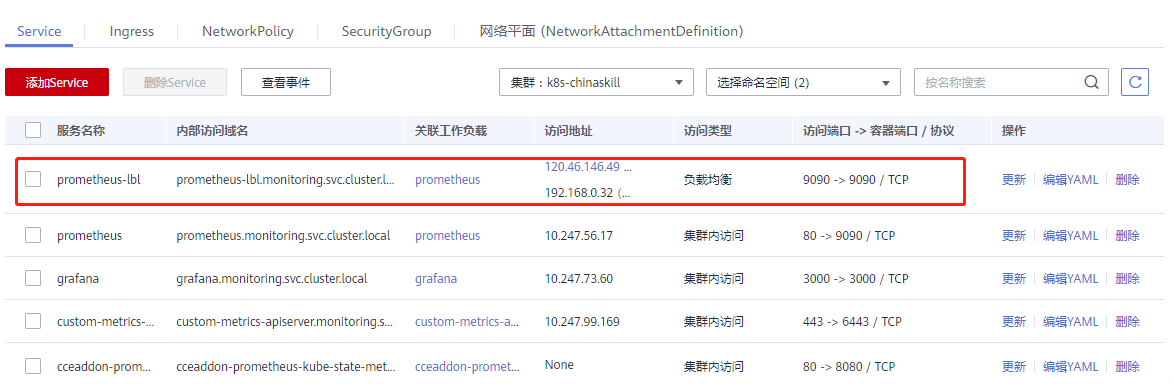 Service Ingress NetworkPolicy SecurityGroup 网络平面 (NetworkAttachmentDefinition)
添加Service 删除Service 查看事件 集群：k8s-chinaskill 选择命名空间 (2) 按名称搜索
服务名称 内部访问域名 关联工作负载 访问地址 访问类型 访问端口 -> 容器端口 / 协议 操作
prometheus-lbl prometheus-lbl.monitoring.svc.cluster.l... prometheus 120.46.146.49 ... 负载均衡 9090 -> 9090 / TCP 更新 编辑YAML 删除
192.168.0.32 (...
prometheus prometheus.monitoring.svc.cluster.local prometheus 10.247.56.17 集群内访问 80 -> 9090 / TCP 更新 编辑YAML 删除
grafana grafana.monitoring.svc.cluster.local grafana 10.247.73.60 集群内访问 3000 -> 3000 / TCP 更新 编辑YAML 删除
custom-metrics-... custom-metrics-apiserver.monitoring.s... custom-metrics-a... 10.247.99.169 集群内访问 443 -> 6443 / TCP 更新 编辑YAML 删除
cceaddon-prom... cceaddon-prometheus-kube-state-met... cceaddon-promet... None 集群内访问 80 -> 8080 / TCP 更新 编辑YAML 删除